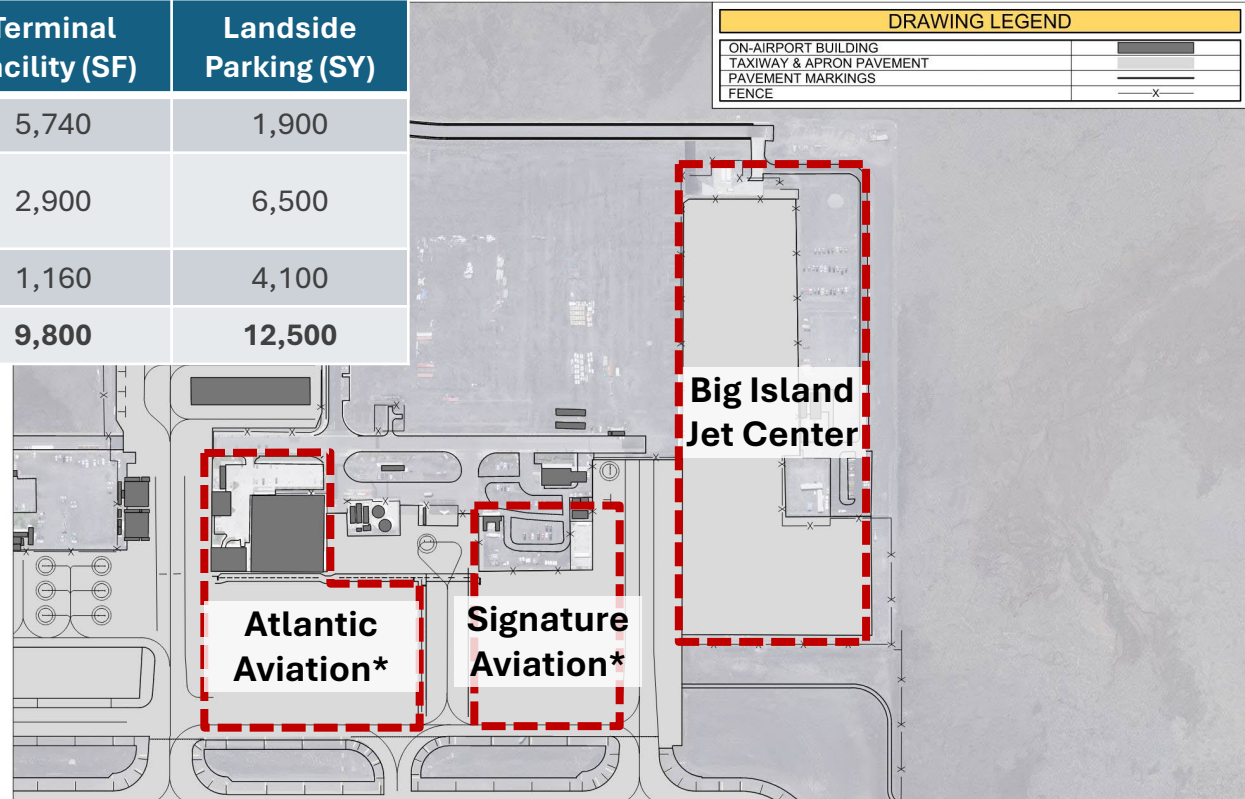 Landside
Parking (SY)
(SF)
5,740 1,900
2,900 6,500
1,160 4,100
9,800 12,500
DRAWING LEGEND
ON-AIRPORT BUILDING
TAXIWAY & APRON PAVEMENT
PAVEMENT MARKINGS
FENCE X
Big Island
Jet Center
Atlantic
Aviation*
Signature
Aviation*